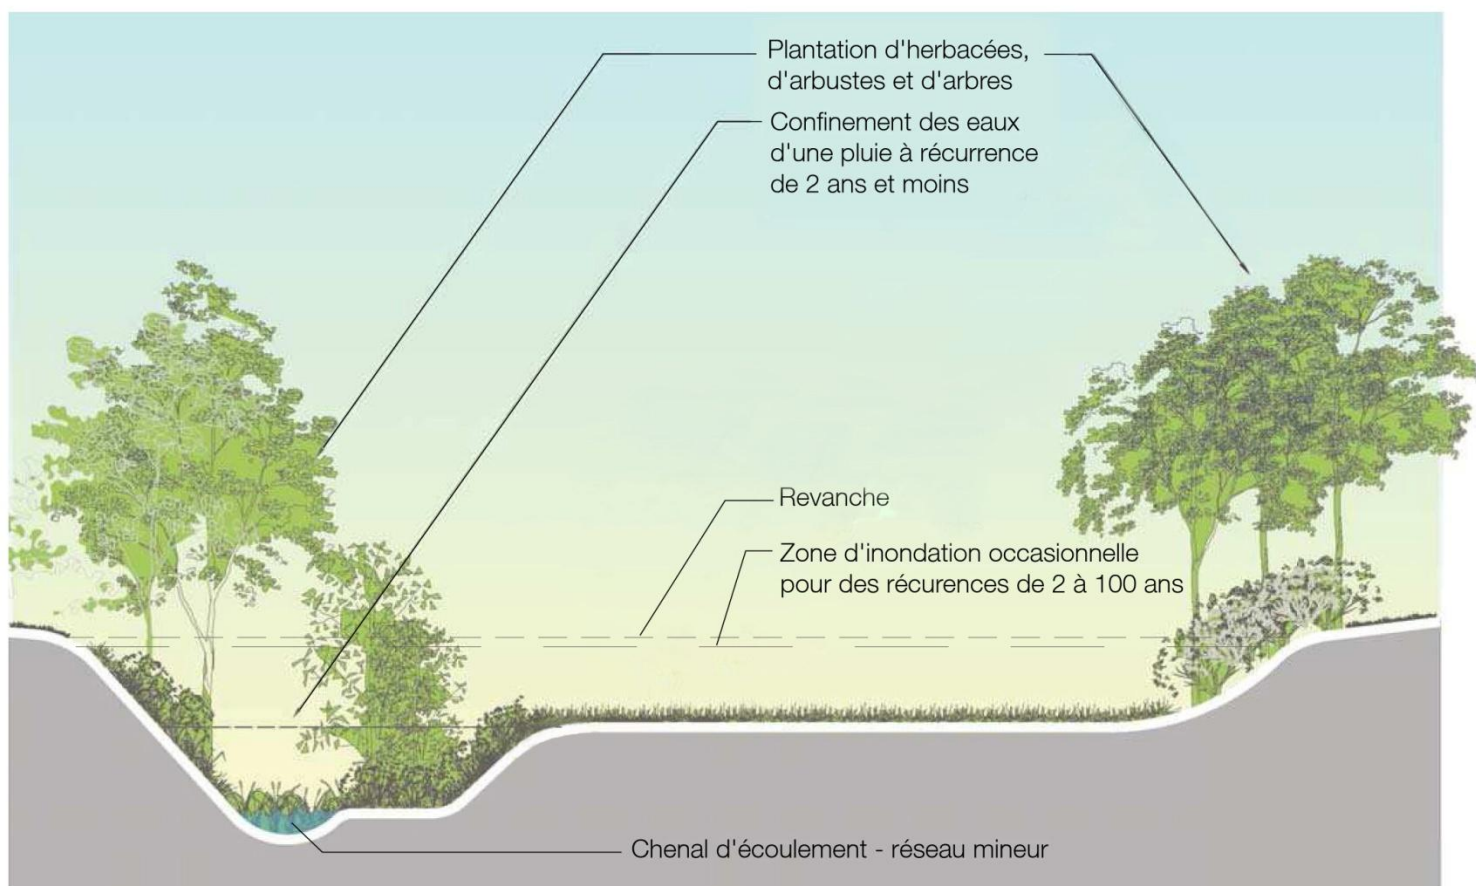 Plantation d'herbacées,
d'arbustes et d'arbres
Confinement des eaux
d'une pluie à récurrence
de 2 ans et moins
Revanche
Zone d'inondation occasionnelle
pour des récurences de 2 à 100 ans
Chenal d'écoulement - réseau mineur